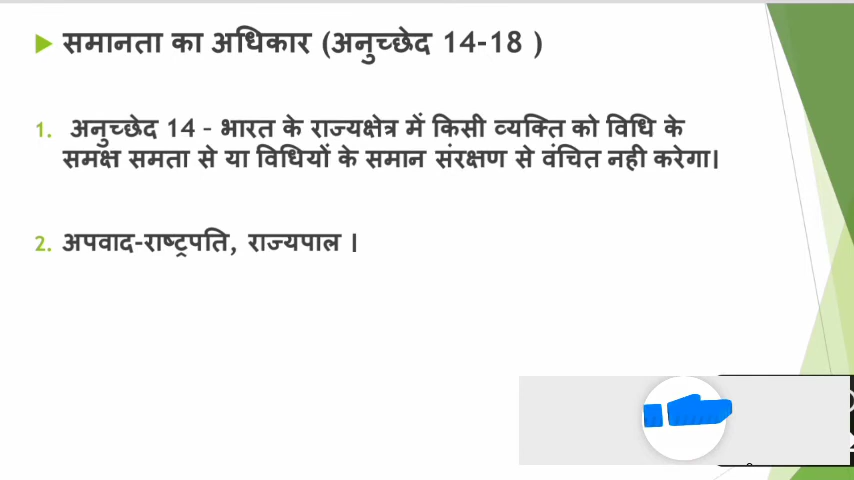 समानता का अधिकार (अनुच्छेद 14-18 )
1. अनुच्छेद 14 – भारत के राज्यक्षेत्र में किसी व्यक्ति को विधि के
समक्ष समता से या विधियों के समान संरक्षण से वंचित नही करेगा।
2. अपवाद-राष्ट्रपति, राज्यपाल ।